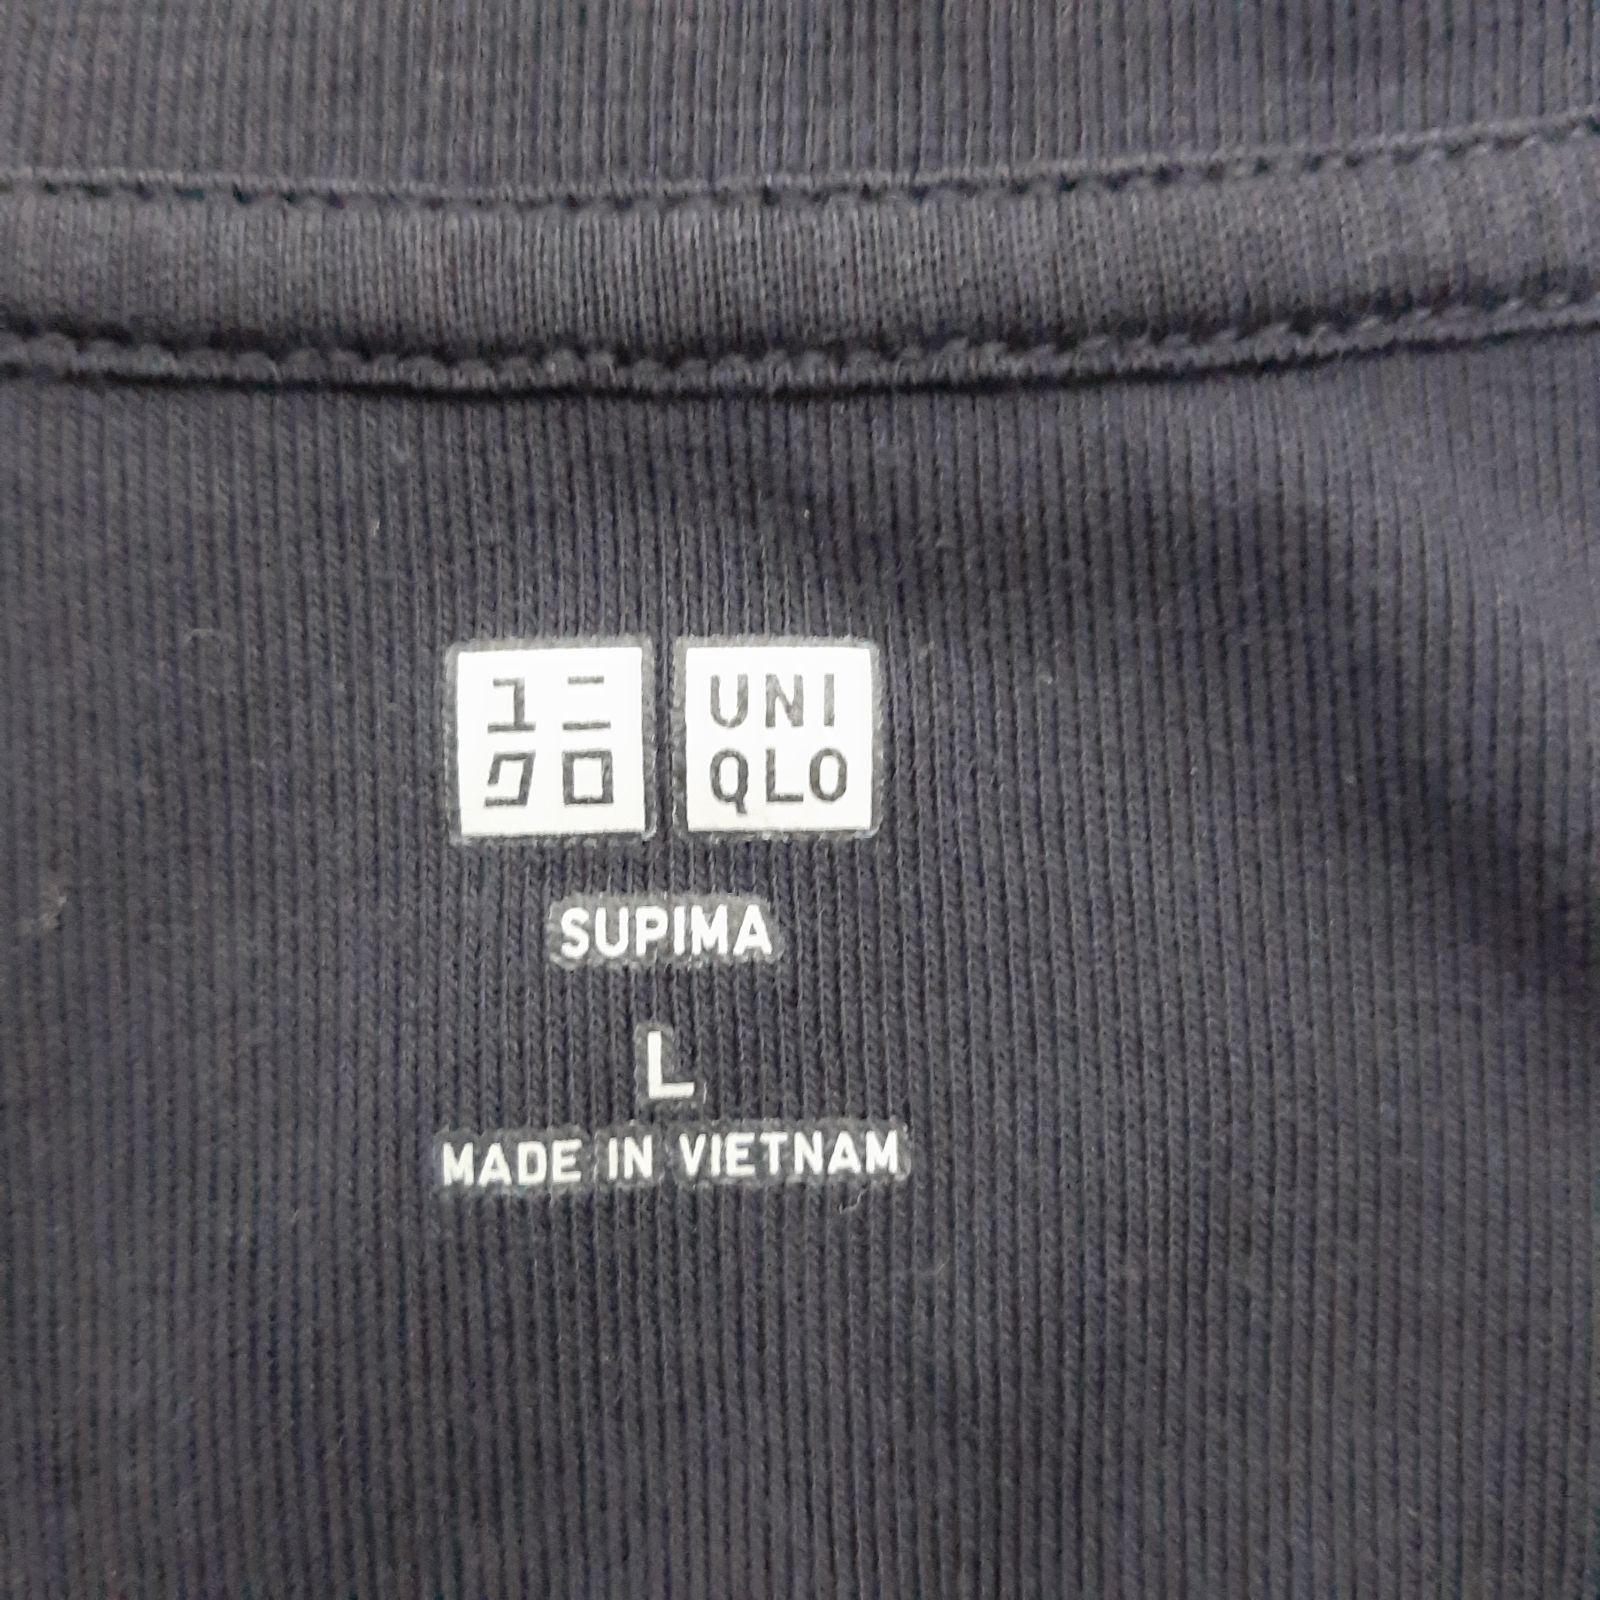 ユニ
クロ
UNI
QLO
SUPIMA
L
MADE IN VIETNAM